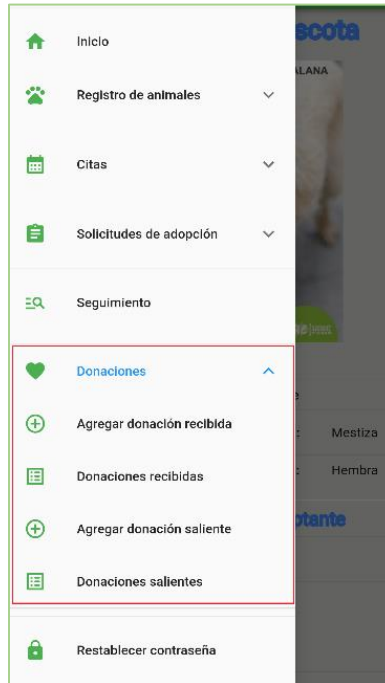 Inicio
scota
ALANA
Registro de animales
Citas
Solicitudes de adopción
Seguimiento
Donaciones
Agregar donación recibida
: Mestiza
Donaciones recibidas
: Hembra
Agregar donación saliente
otante
Donaciones salientes
Restablecer contraseña